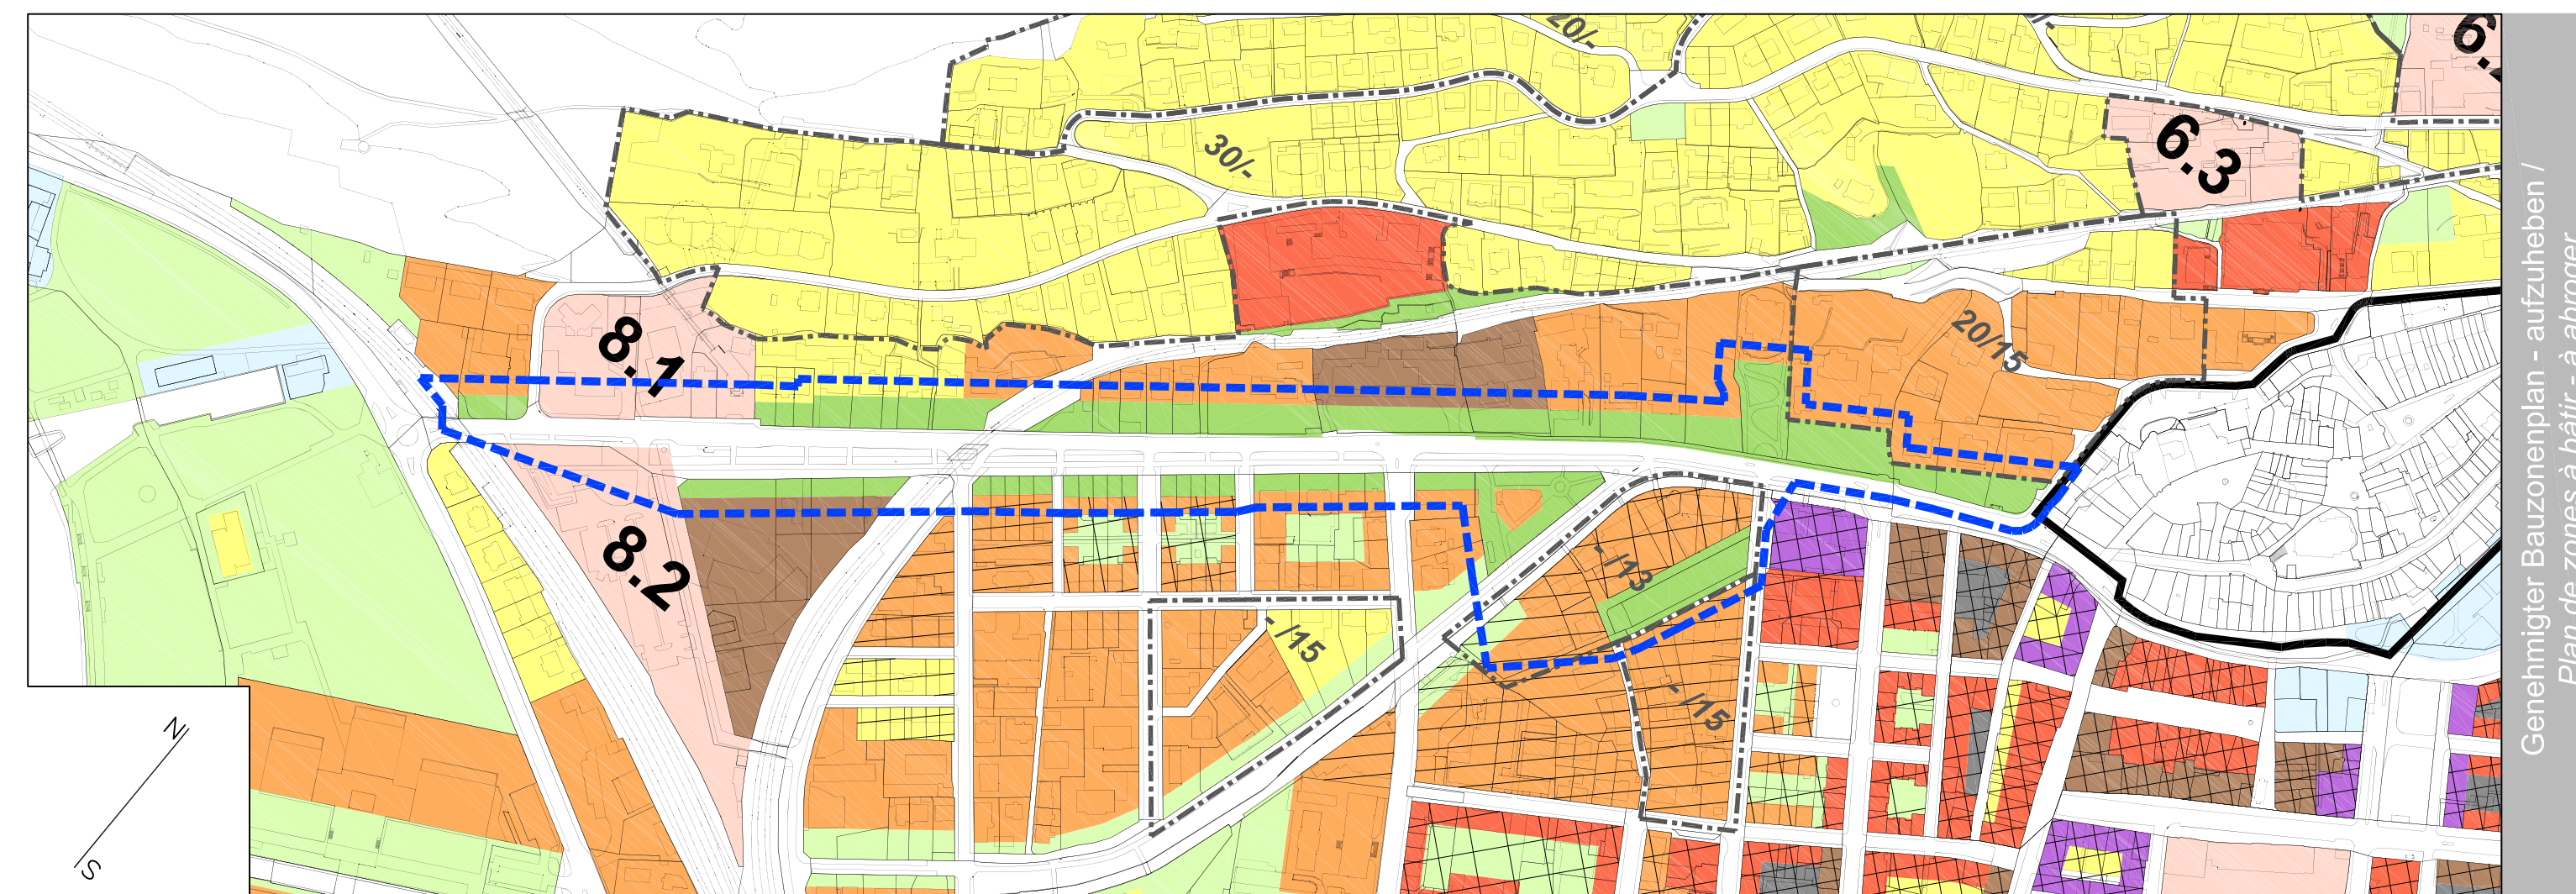 20/-
6.
30/-
6.3
8.1
20/15
8.2
- /13
- /15
- /15
N
S
Genehmigter Bauzonenplan - aufzuheben /
Plan de zones à bâtir - à abroger